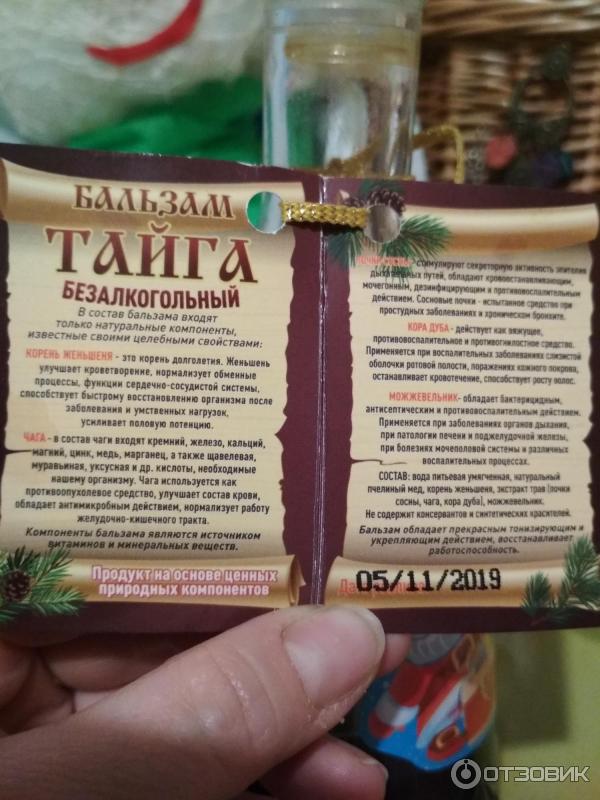 БАЛЬЗАМ
ТАЙГА
БЕЗАЛКОГОЛЬНЫЙ
В состав бальзама входят
только натуральные компоненты,
известные своими целебными свойствами:
КОРЕНЬ ЖЕНЬШЕНЯ - это корень долголетия. Женьшень
улучшает кроветворение, нормализует обменные
процессы, функции сердечно-сосудистой системы,
способствует быстрому восстановлению организма после
заболевания и умственных нагрузок,
усиливает половую потенцию.
ЧАГА - в состав чаги входят кремний, железо, кальций,
магний, цинк, медь, марганец, а также щавелевая,
муравьиная, уксусная и др. кислоты, необходимые
нашему организму. Чага используется как
противоопухолевое средство, улучшает состав крови,
обладает антимикробным действием, нормализует работу
желудочно-кишечного тракта.
Компоненты бальзама являются источником
витаминов и минеральных веществ.
Продукт на основе ценных
природных компонентов
стимулируют секреторную активность эпителия
дыхательных путей, обладают кровоостанавливающим,
мочегонным, дезинфицирующим и противовоспалительным
действием. Сосновые почки - испытанное средство при
простудных заболеваниях и хроническом бронхите.
КОРА ДУБА - действует как вяжущее,
противовоспалительное и противогнилостное средство.
Применяется при воспалительных заболеваниях слизистой
оболочки ротовой полости, поражениях кожного покрова,
останавливает кровотечение, способствует росту волос.
МОЖЖЕВЕЛЬНИК- обладает бактерицидным,
антисептическим и противовоспалительным действием.
Применяется при заболеваниях органов дыхания,
при патологии печени и поджелудочной железы,
при болезнях мочеполовой системы и различных
воспалительных процессах.
СОСТАВ: вода питьевая умягченная, натуральный
пчелиный мед, корень женьшеня, экстракт трав (почки
сосны, чага, кора дуба), можжевельник.
Не содержит консервантов и синтетических красителей.
Бальзам обладает прекрасным тонизирующим и
укрепляющим действием, восстанавливает
работоспособность.
05/11/2019
ОТЗОВИК